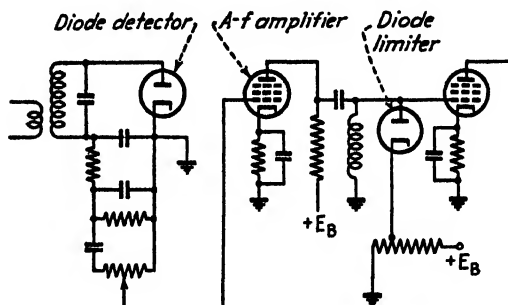 Diode detector
A-f amplifier
Diode
limiter
+E_B
+E_B